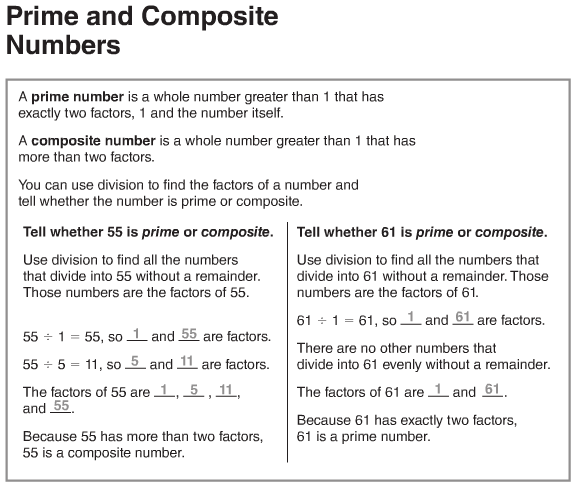 Prime and Composite
Numbers
A prime number is a whole number greater than 1 that has
exactly two factors, 1 and the number itself.
A composite number is a whole number greater than 1 that has
more than two factors.
You can use division to find the factors of a number and
tell whether the number is prime or composite.
Tell whether 55 is prime or composite.
Use division to find all the numbers
that divide into 55 without a remainder.
Those numbers are the factors of 55.
55 ÷ 1 = 55, so 1 and 55 are factors.
55 ÷ 5 = 11, so 5 and 11 are factors.
The factors of 55 are 1, 5, 11,
and 55.
Because 55 has more than two factors,
55 is a composite number.
Tell whether 61 is prime or composite.
Use division to find all the numbers that
divide into 61 without a remainder. Those
numbers are the factors of 61.
61 ÷ 1 = 61, so 1 and 61 are factors.
There are no other numbers that
divide into 61 evenly without a remainder.
The factors of 61 are 1 and 61.
Because 61 has exactly two factors,
61 is a prime number.